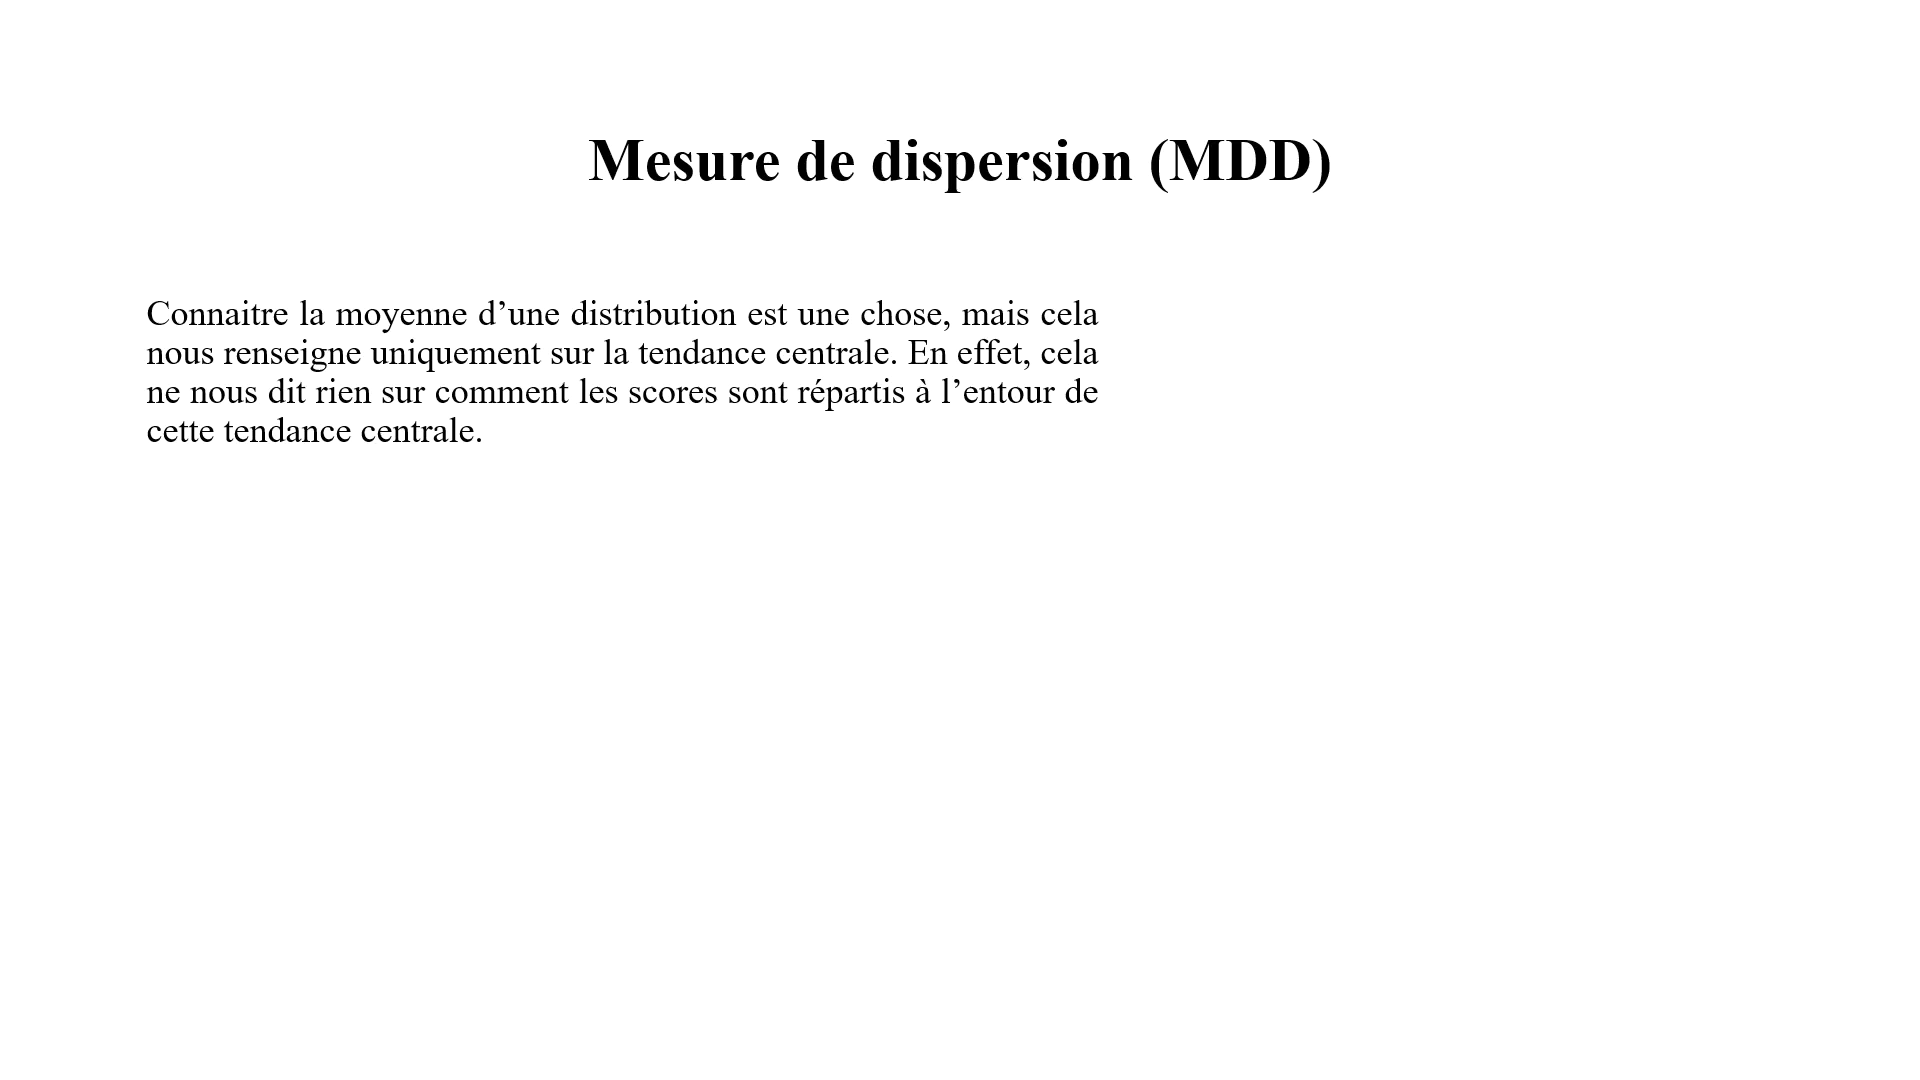 Mesure de dispersion (MDD)
Connaitre la moyenne d’une distribution est une chose, mais cela
nous renseigne uniquement sur la tendance centrale. En effet, cela
ne nous dit rien sur comment les scores sont répartis à l’entour de
cette tendance centrale.